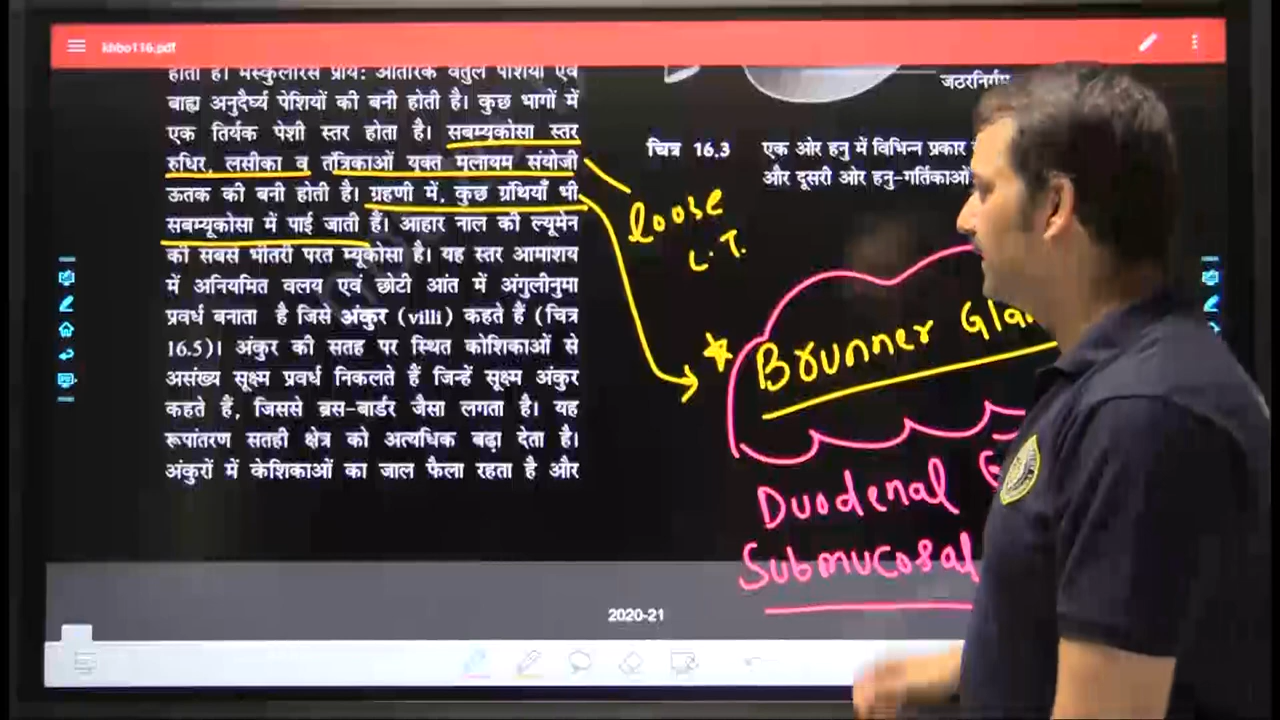 khbo116.pdf
होता है। मस्कुलारिस प्राय: आंतरिक वर्तुल पेशियों एवं
बाह्य अनुदैर्घ्य पेशियों की बनी होती है। कुछ भागों में
एक तिर्यक पेशी स्तर होता है। सबम्यूकोसा स्तर
रुधिर, लसीका व तंत्रिकाओं युक्त मुलायम संयोजी
ऊतक की बनी होती है। ग्रहणी में, कुछ ग्रंथियाँ भी
सबम्यूकोसा में पाई जाती हैं। आहार नाल की ल्यूमेन
की सबसे भीतरी परत म्यूकोसा है। यह स्तर आमाशय
में अनियमित वलय एवं छोटी आंत में अंगुलीनुमा
प्रवर्ध बनाता है जिसे अंकुर (villi) कहते हैं (चित्र
16.5)। अंकुर की सतह पर स्थित कोशिकाओं से
असंख्य सूक्ष्म प्रवर्ध निकलते हैं जिन्हें सूक्ष्म अंकुर
कहते हैं, जिससे ब्रस-बार्डर जैसा लगता है। यह
रूपांतरण सतही क्षेत्र को अत्यधिक बढ़ा देता है।
अंकुरों में केशिकाओं का जाल फैला रहता है और
जठरनिर्गम
चित्र 16.3 एक ओर हनु में विभिन्न प्रकार
और दूसरी ओर हनु-गर्तिकाओं
loose
C.T.
Brunner Gla
Duodenal G
Submucosal
2020-21